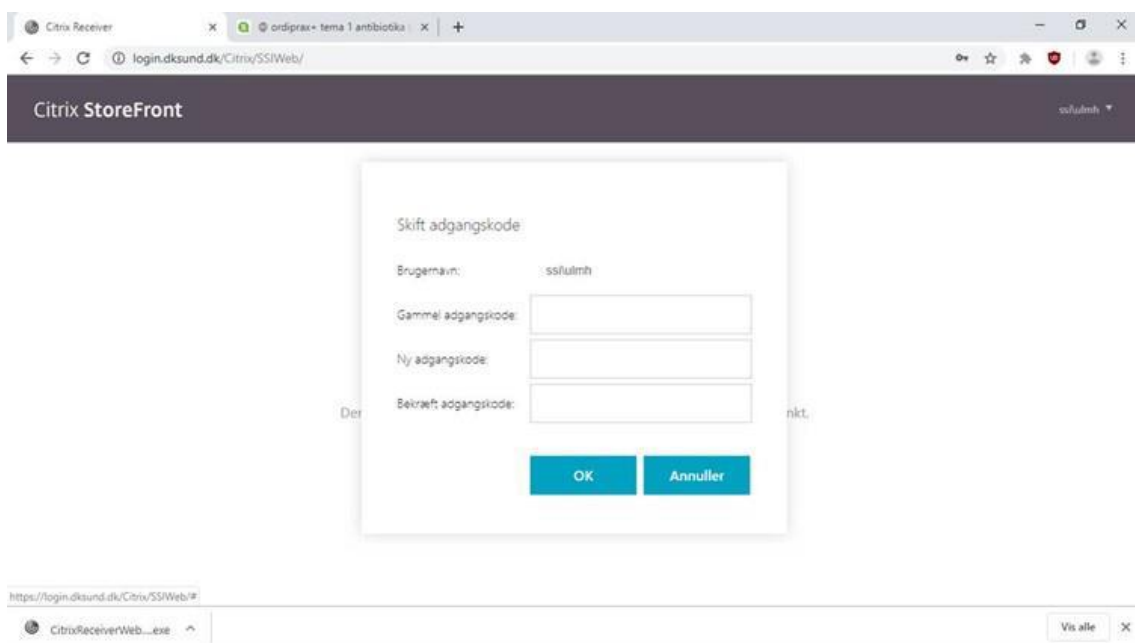 Citrix Receiver
@ ordiprax+ tema 1 antibiotika
login.dksund.dk/Citrix/SSIWeb/
Citrix StoreFront
ssi\ulmh
Skift adgangskode
Brugernavn: ssi\ulmh
Gammel adgangskode:
Ny adgangskode:
Bekræft adgangskode:
Der
nkt.
OK Annuller
https://login.dksund.dk/Citrix/SSIWeb/#
CitrixReceiverWeb....exe
Vis alle